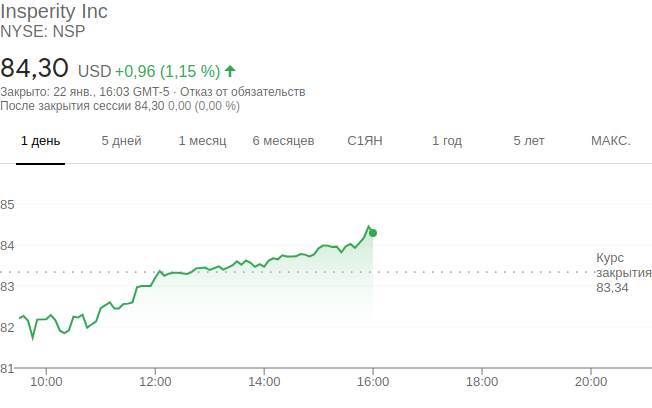 Insperity Inc
NYSE: NSP
84,30 USD +0,96 (1,15 %)
Закрыто: 22 янв., 16:03 GMT-5 · Отказ от обязательств
После закрытия сессии 84,30 0,00 (0,00 %)
1 день 5 дней 1 месяц 6 месяцев С1ЯН 1 год 5 лет МАКС.
85
84
Курс
закрытия
83,34
83
82
81
10:00 12:00 14:00 16:00 18:00 20:00